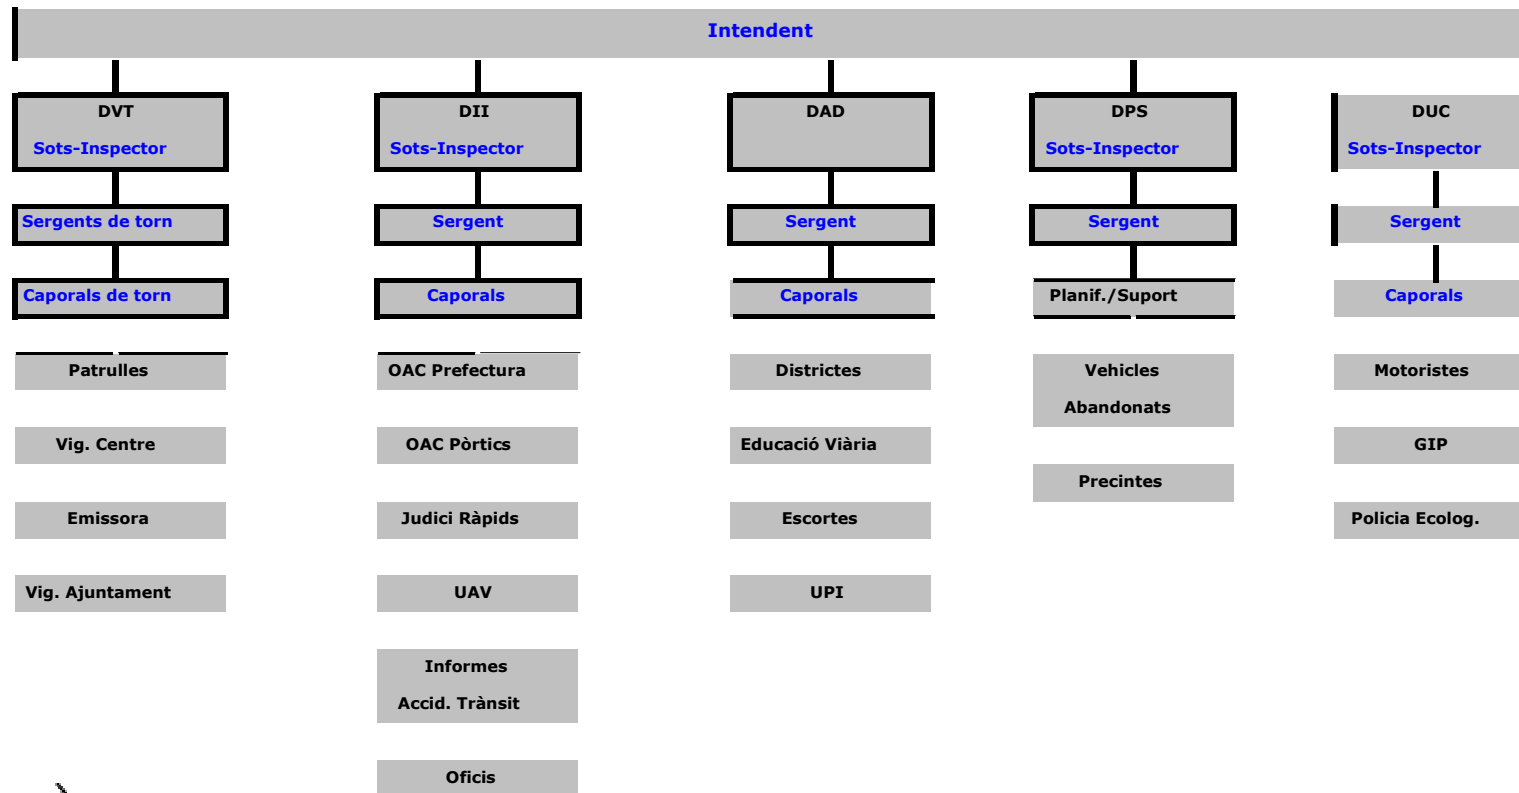 Intendent
DVT
Sots-Inspector
DII
Sots-Inspector
DAD
DPS
Sots-Inspector
DUC
Sots-Inspector
Sergents de torn
Sergent
Sergent
Sergent
Sergent
Caporals de torn
Caporals
Caporals
Planif./Suport
Caporals
Patrulles
OAC Prefectura
Districtes
Vehicles
Abandonats
Motoristes
Vig. Centre
OAC Pòrtics
Educació Viària
GIP
Precintes
Emissora
Judici Ràpids
Escortes
Policia Ecolog.
Vig. Ajuntament
UAV
UPI
Informes
Accid. Trànsit
Oficis